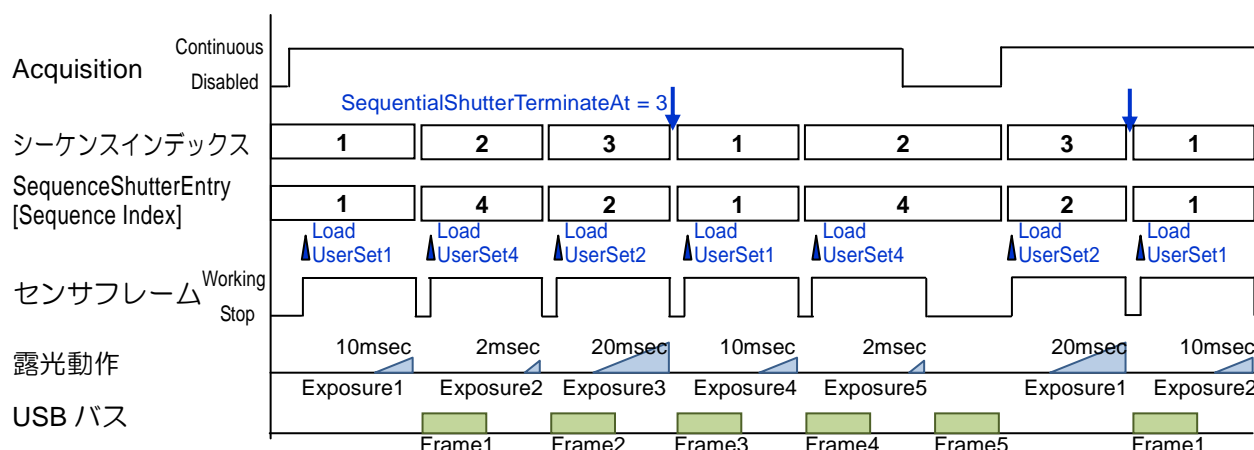 Continuous
Acquisition
Disabled
SequentialShutterTerminateAt = 3
シーケンスインデックス 1 2 3 1 2 3 1
SequenceShutterEntry
[Sequence Index] 1 4 2 1 4 2 1
Load Load Load Load Load Load Load
UserSet1 UserSet4 UserSet2 UserSet1 UserSet4 UserSet2 UserSet1
センサフレーム Working
Stop
露光動作 10msec 2msec 20msec 10msec 2msec 20msec 10msec
Exposure1 Exposure2 Exposure3 Exposure4 Exposure5 Exposure1 Exposure2
USB バス
Frame1 Frame2 Frame3 Frame4 Frame5 Frame1